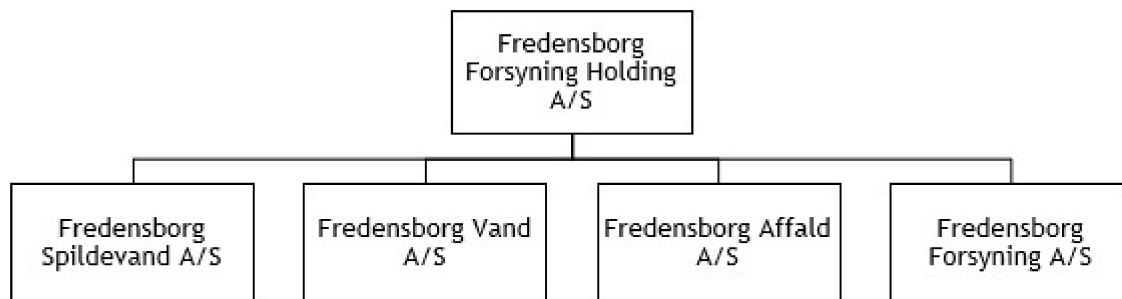 Fredensborg
Forsyning Holding
A/S
Fredensborg
Spildevand A/S
Fredensborg Vand
A/S
Fredensborg Affald
A/S
Fredensborg
Forsyning A/S